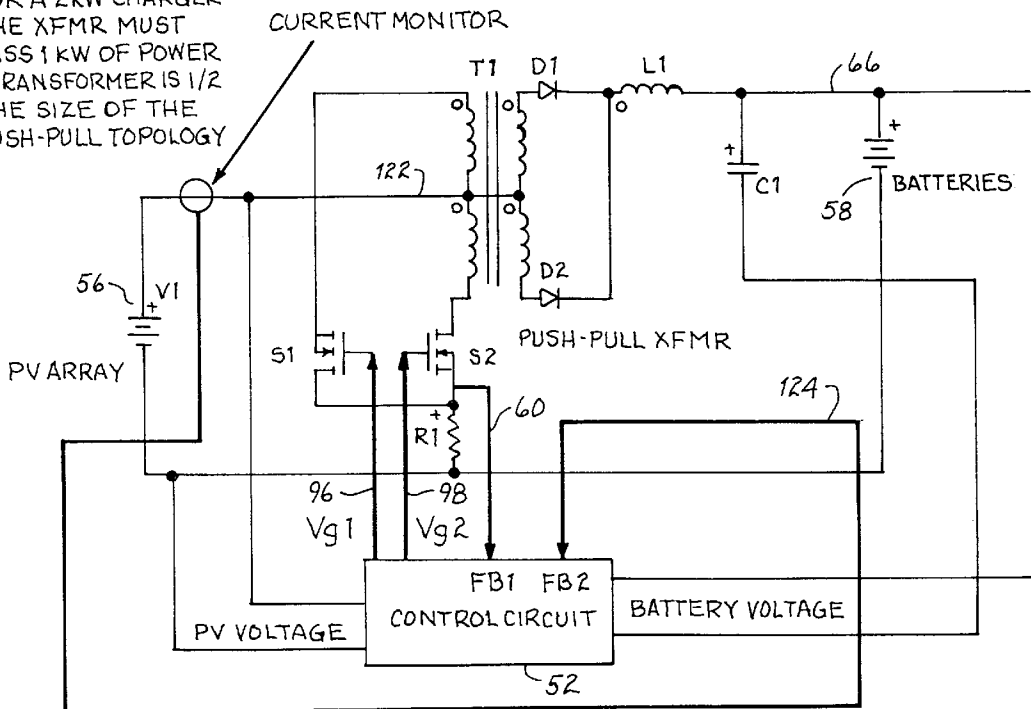 OR A 2KW CHARGER
HE XFMR MUST
ASS 1 KW OF POWER
RANSFORMER IS 1/2
HE SIZE OF THE
USH-PULL TOPOLOGY
CURRENT MONITOR
T1
D1
L1
66
122
+
C1
+
BATTERIES
58
56
V1
+
D2
PUSH-PULL XFMR
PV ARRAY
S1
S2
+
R1
60
124
96
98
Vg1
Vg2
FB1 FB2
CONTROL CIRCUIT
BATTERY VOLTAGE
PV VOLTAGE
52